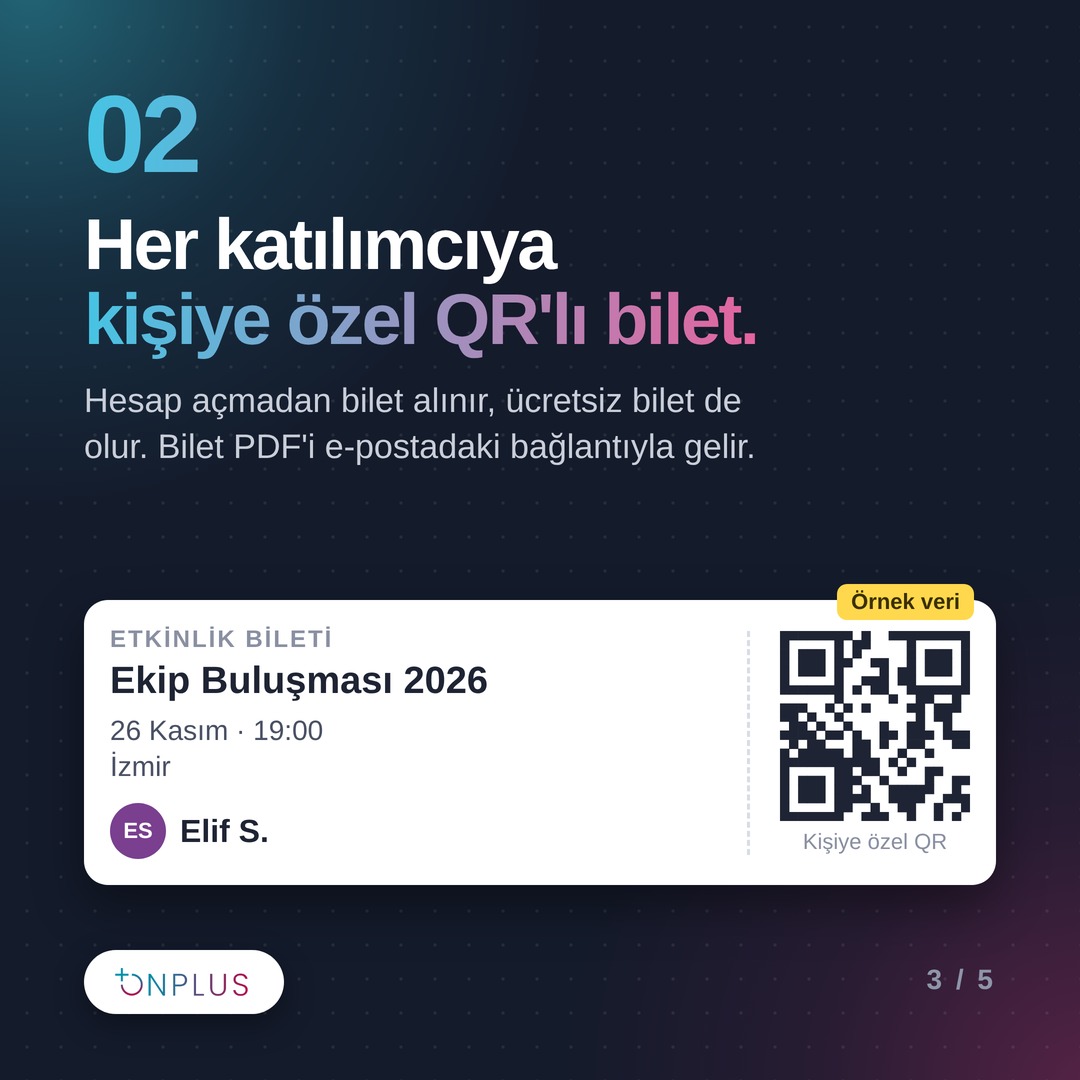 02
Her katılımcıya
kişiye özel QR'lı bilet.
Hesap açmadan bilet alınır, ücretsiz bilet de
olur. Bilet PDF'i e-postadaki bağlantıyla gelir.
Örnek veri
ETKİNLİK BİLETİ
Ekip Buluşması 2026
26 Kasım · 19:00
İzmir
ES Elif S.
Kişiye özel QR
ONPLUS
3 / 5